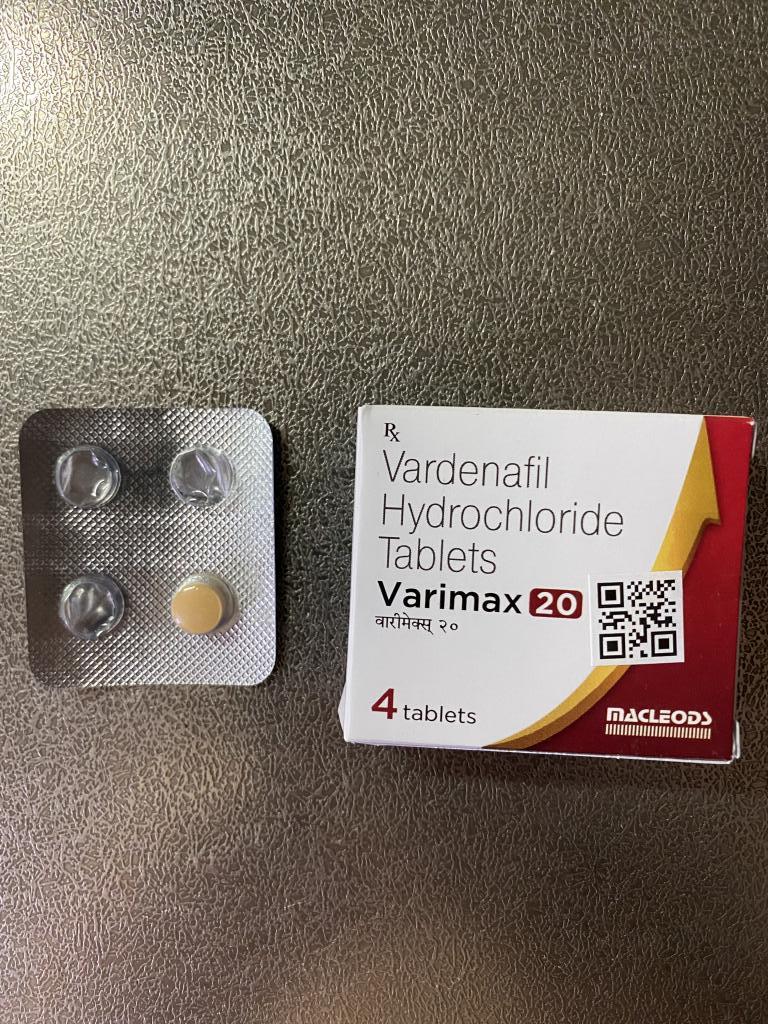 Rx
Vardenafil
Hydrochloride
Tablets
Varimax 20
वारीमेक्स् २०
4 tablets
MACLEODS